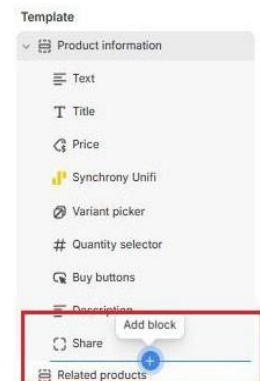 Template
Product information
Text
Title
Price
Synchrony Unifi
Variant picker
Quantity selector
Buy buttons
Description
Add block
Share
Related products